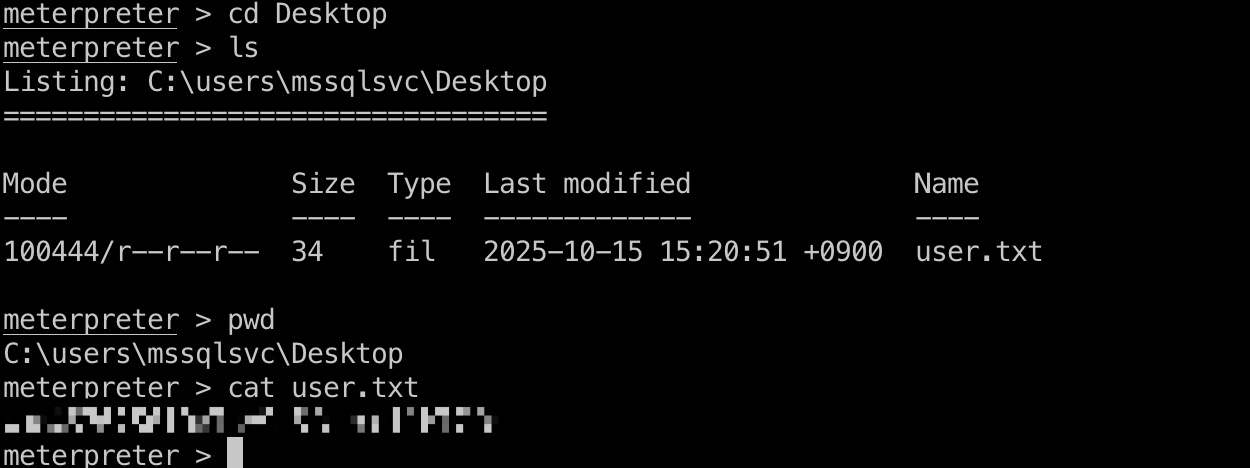 meterpreter > cd Desktop
meterpreter > ls
Listing: C:\users\mssqlsvc\Desktop
==================================
Mode Size Type Last modified Name
---- ---- ---- ------------- ----
100444/r--r--r-- 34 fil 2025-10-15 15:20:51 +0900 user.txt
meterpreter > pwd
C:\users\mssqlsvc\Desktop
meterpreter > cat user.txt
meterpreter >